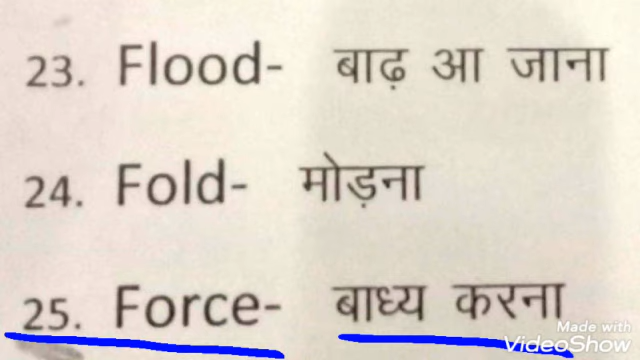 23. Flood- बाढ़ आ जाना
24. Fold- मोड़ना
25. Force- बाध्य करना
Made with
VideoShow